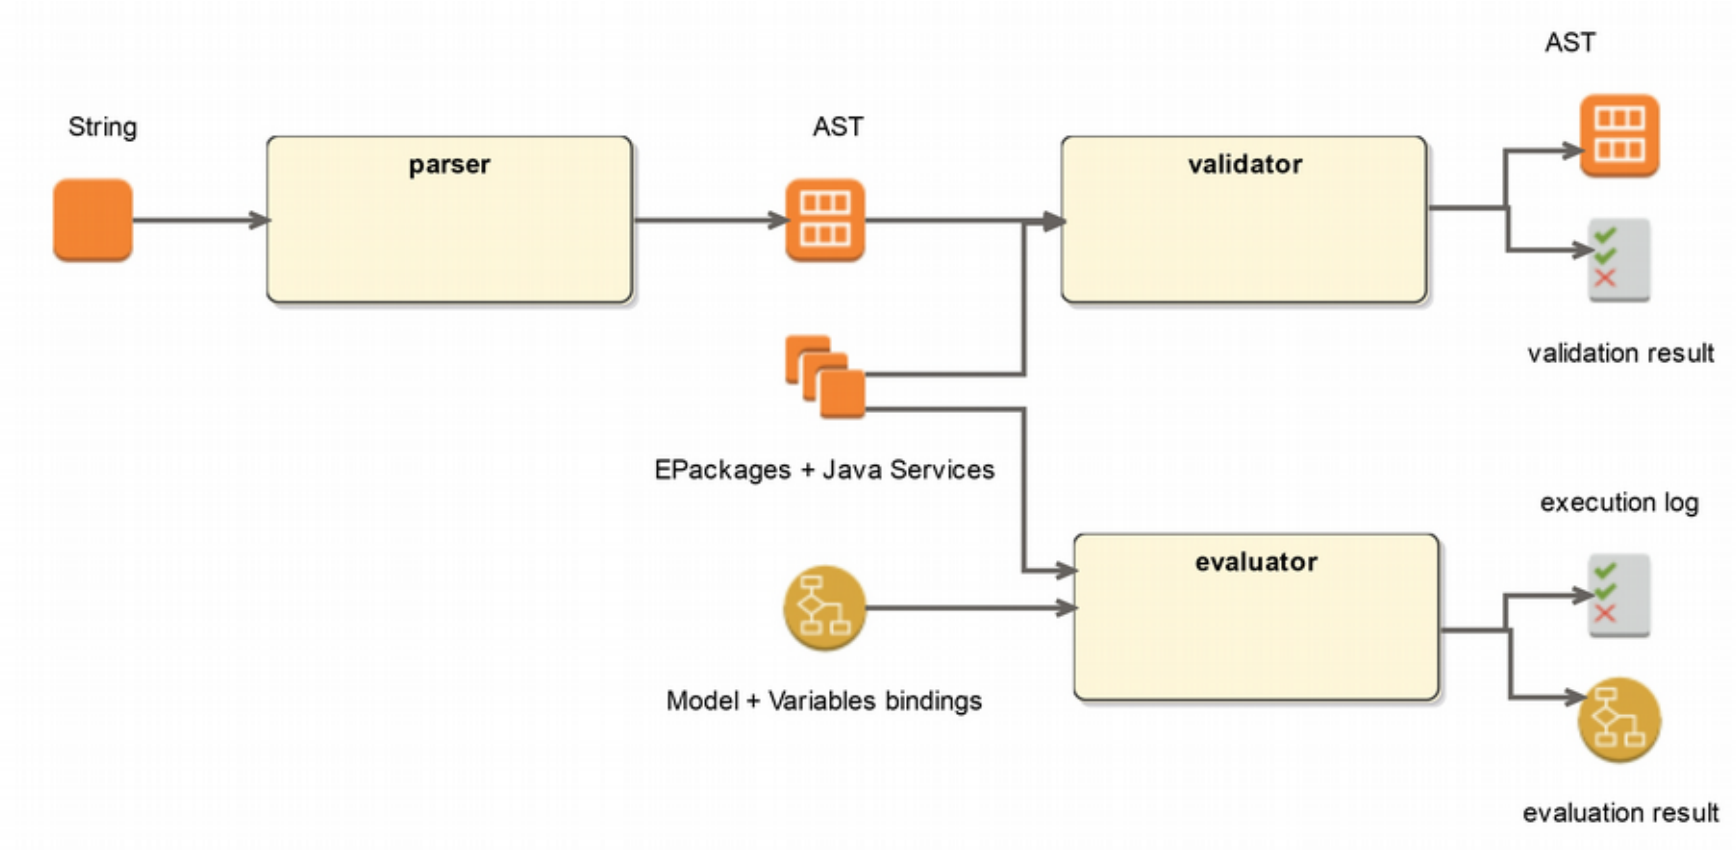 AST
String
AST
parser
validator
validation result
EPackages + Java Services
execution log
evaluator
Model + Variables bindings
evaluation result